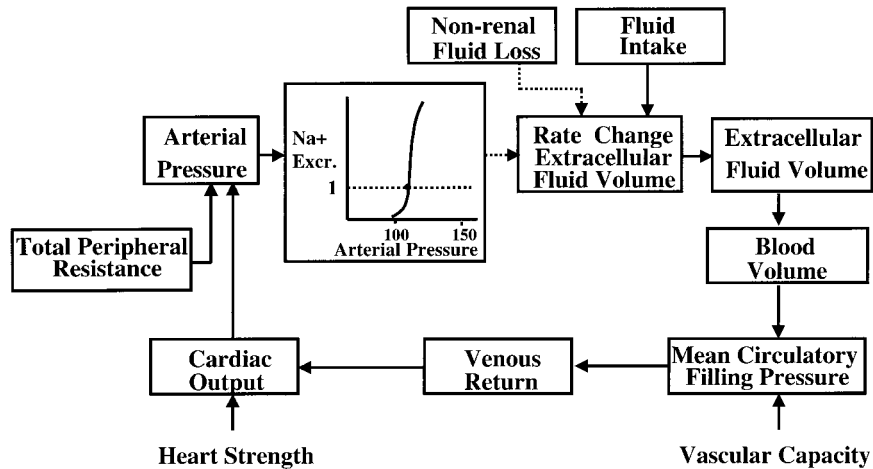 Non-renal
Fluid Loss
Fluid
Intake
Arterial
Pressure
Na+
Excr.
1
100
150
Arterial Pressure
Rate Change
Extracellular
Fluid Volume
Extracellular
Fluid Volume
Total Peripheral
Resistance
Blood
Volume
Cardiac
Output
Venous
Return
Mean Circulatory
Filling Pressure
Heart Strength
Vascular Capacity